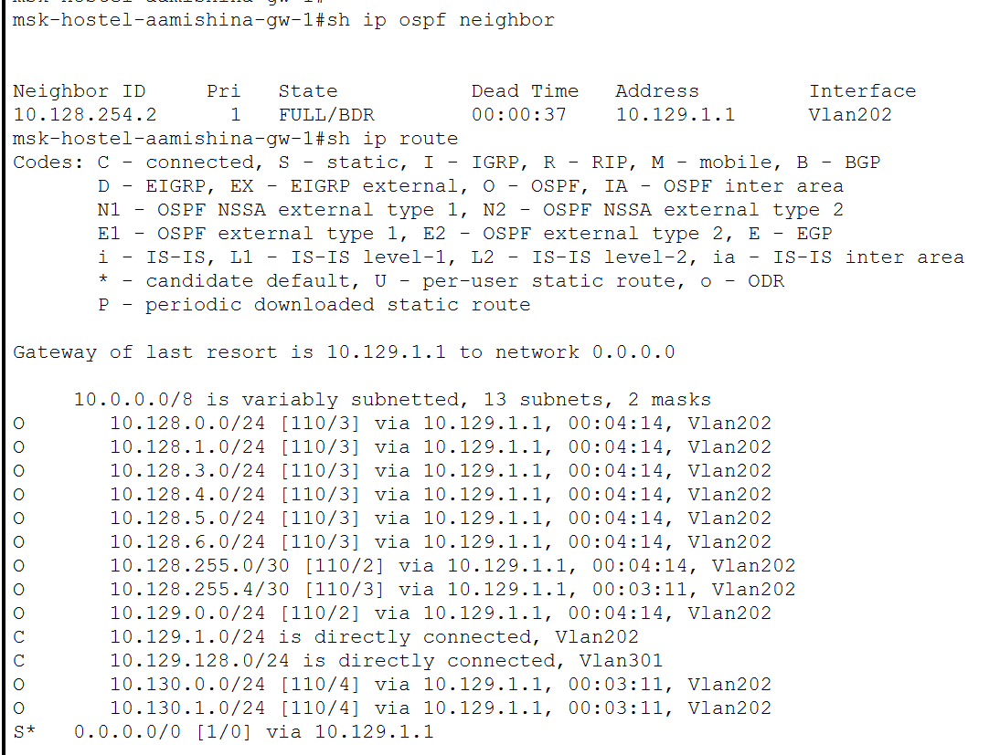 msk-hostel-aamishina-gw-1#
msk-hostel-aamishina-gw-1#sh ip ospf neighbor
Neighbor ID     Pri   State           Dead Time   Address         Interface
10.128.254.2      1   FULL/BDR        00:00:37    10.129.1.1      Vlan202
msk-hostel-aamishina-gw-1#sh ip route
Codes: C - connected, S - static, I - IGRP, R - RIP, M - mobile, B - BGP
       D - EIGRP, EX - EIGRP external, O - OSPF, IA - OSPF inter area
       N1 - OSPF NSSA external type 1, N2 - OSPF NSSA external type 2
       E1 - OSPF external type 1, E2 - OSPF external type 2, E - EGP
       i - IS-IS, L1 - IS-IS level-1, L2 - IS-IS level-2, ia - IS-IS inter area
       * - candidate default, U - per-user static route, o - ODR
       P - periodic downloaded static route
Gateway of last resort is 10.129.1.1 to network 0.0.0.0
     10.0.0.0/8 is variably subnetted, 13 subnets, 2 masks
O       10.128.0.0/24 [110/3] via 10.129.1.1, 00:04:14, Vlan202
O       10.128.1.0/24 [110/3] via 10.129.1.1, 00:04:14, Vlan202
O       10.128.3.0/24 [110/3] via 10.129.1.1, 00:04:14, Vlan202
O       10.128.4.0/24 [110/3] via 10.129.1.1, 00:04:14, Vlan202
O       10.128.5.0/24 [110/3] via 10.129.1.1, 00:04:14, Vlan202
O       10.128.6.0/24 [110/3] via 10.129.1.1, 00:04:14, Vlan202
O       10.128.255.0/30 [110/2] via 10.129.1.1, 00:04:14, Vlan202
O       10.128.255.4/30 [110/3] via 10.129.1.1, 00:03:11, Vlan202
O       10.129.0.0/24 [110/2] via 10.129.1.1, 00:04:14, Vlan202
C       10.129.1.0/24 is directly connected, Vlan202
C       10.129.128.0/24 is directly connected, Vlan301
O       10.130.0.0/24 [110/4] via 10.129.1.1, 00:03:11, Vlan202
O       10.130.1.0/24 [110/4] via 10.129.1.1, 00:03:11, Vlan202
S*   0.0.0.0/0 [1/0] via 10.129.1.1